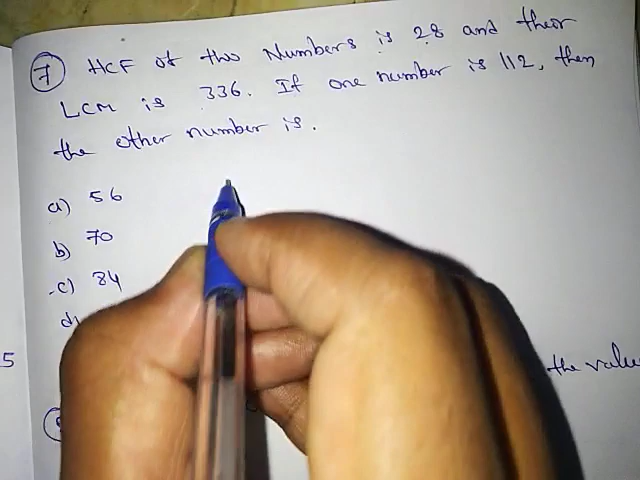 7 HCF of two Numbers is 28 and their
LCM is 336. If one number is 112, then
the other number is.
a) 56
b) 70
c) 84
d)
5
the value